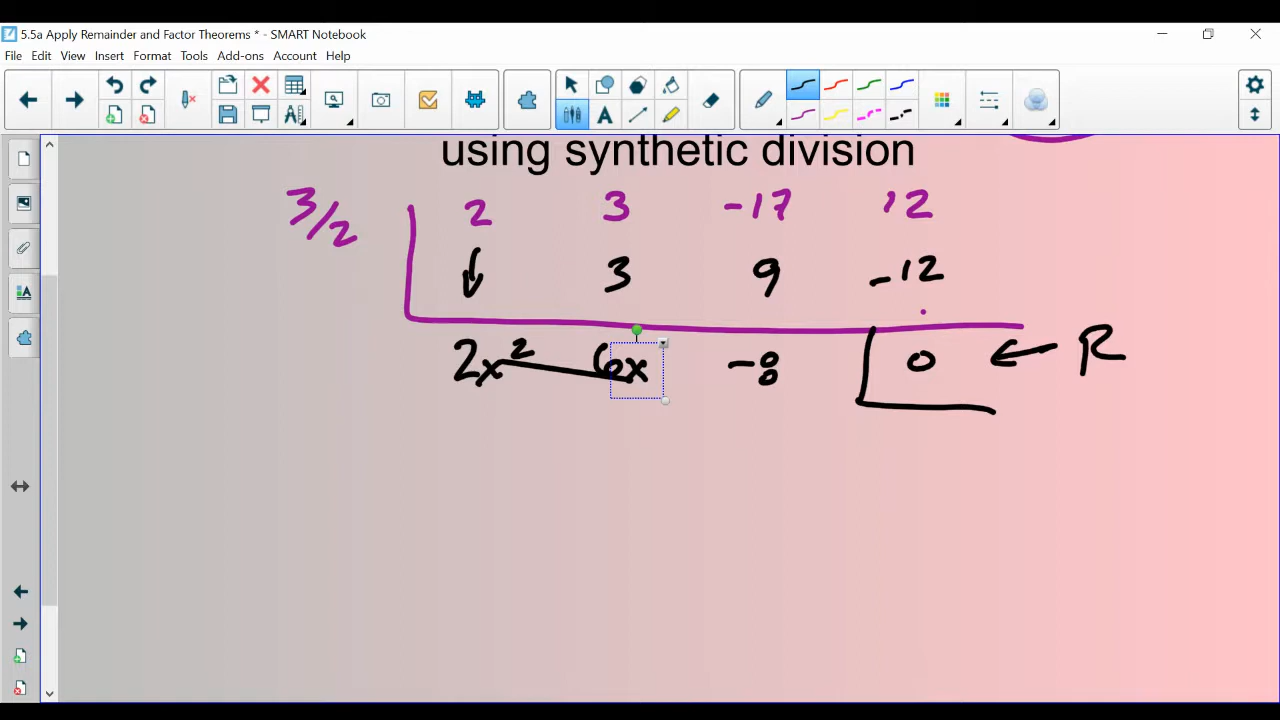 5.5a Apply Remainder and Factor Theorems * - SMART Notebook
File Edit View Insert Format Tools Add-ons Account Help
using synthetic division
3/2 2 3 -17 12
3 9 -12
2x² 6x -8 0 ← R